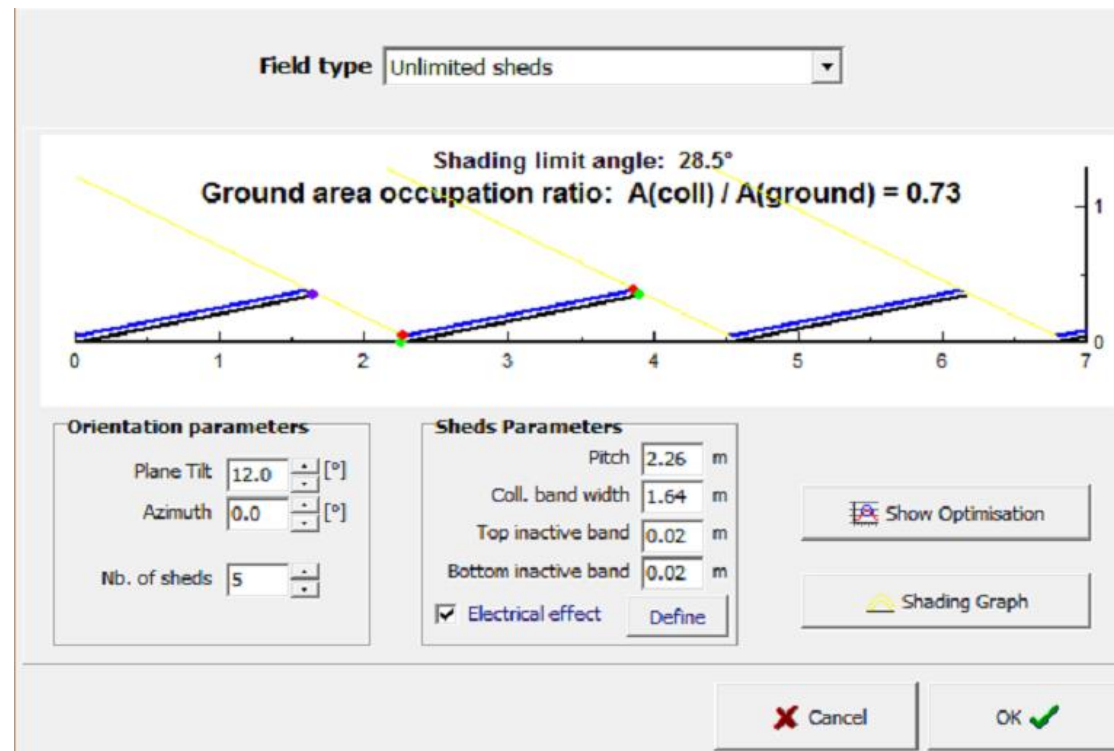 Field type Unlimited sheds
Shading limit angle: 28.5°
Ground area occupation ratio: A(coll) / A(ground) = 0.73
1
0
0 1 2 3 4 5 6 7
Orientation parameters
Plane Tilt 12.0 [°]
Azimuth 0.0 [°]
Nb. of sheds 5
Sheds Parameters
Pitch 2.26 m
Coll. band width 1.64 m
Top inactive band 0.02 m
Bottom inactive band 0.02 m
Electrical effect Define
Show Optimisation
Shading Graph
Cancel OK